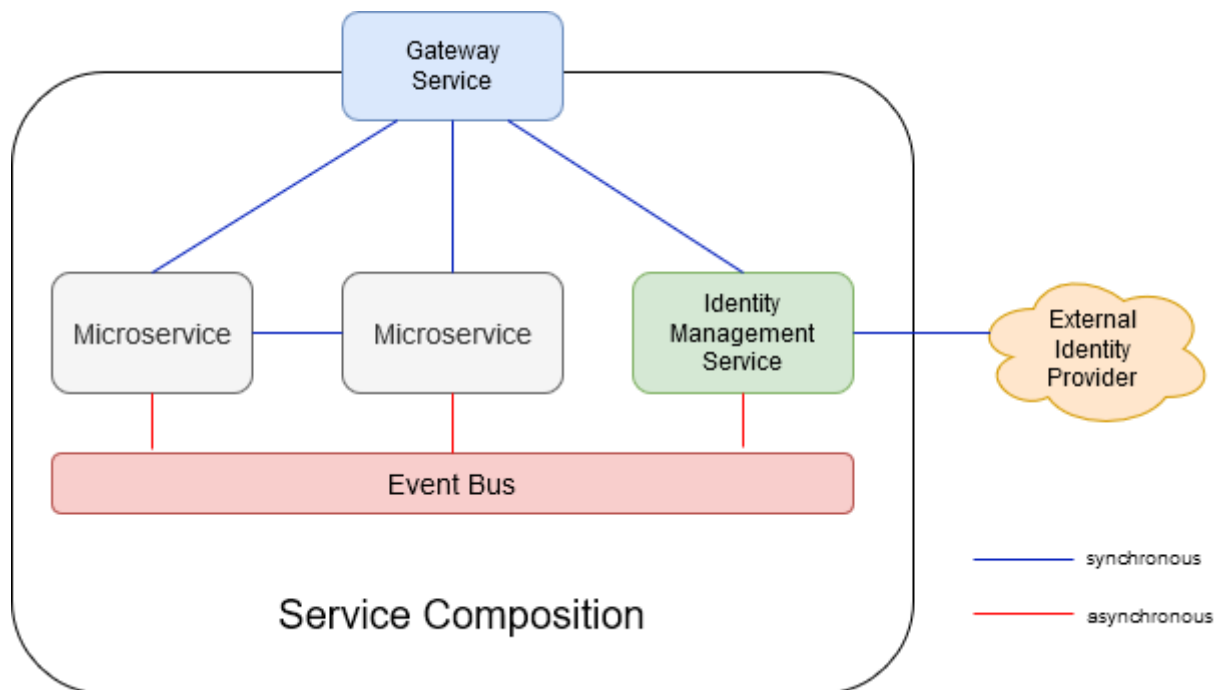 Gateway
Service
Microservice
Microservice
Identity
Management
Service
External
Identity
Provider
Event Bus
synchronous
asynchronous
Service Composition